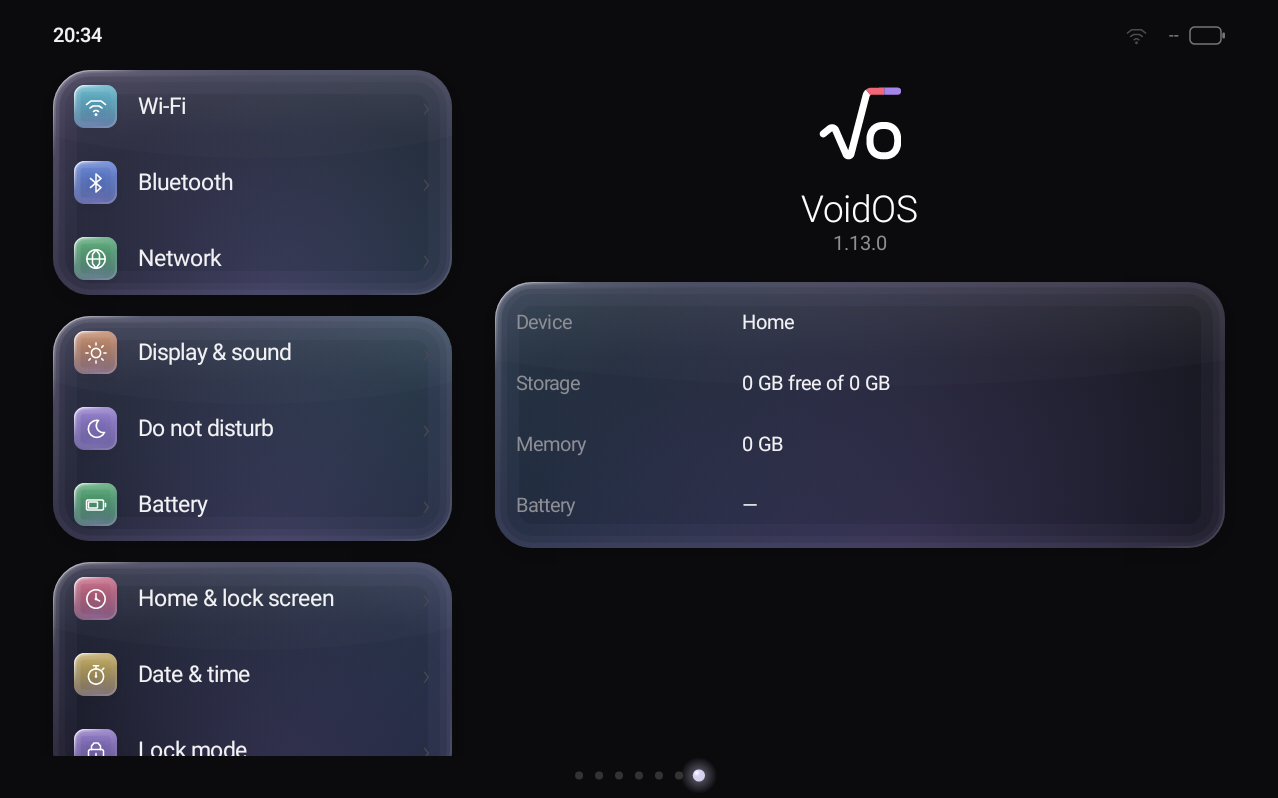 20:34
--
Wi-Fi
Bluetooth
Network
Display & sound
Do not disturb
Battery
Home & lock screen
Date & time
Lock mode
VoidOS
1.13.0
Device Home
Storage 0 GB free of 0 GB
Memory 0 GB
Battery —